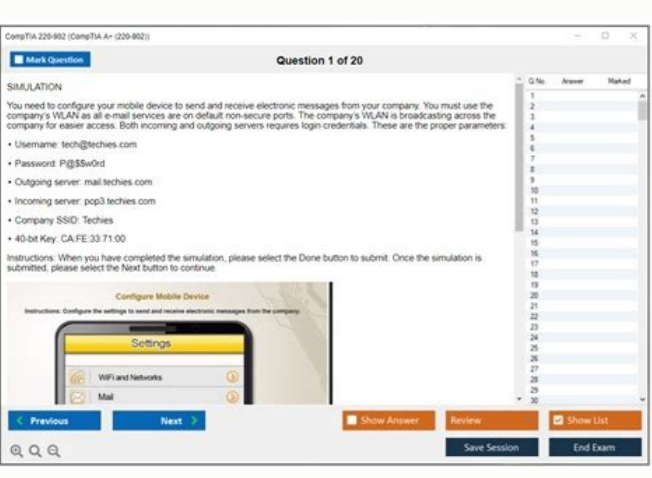 CompTIA 220-902 (CompTIA A+ (220-902))
Mark Question
Question 1 of 20
SIMULATION
You need to configure your mobile device to send and receive electronic messages from your company. You must use the
company's WLAN as all e-mail services are on default non-secure ports. The company's WLAN is broadcasting across the
company for easier access. Both incoming and outgoing servers requires login credentials. These are the proper parameters:
• Username: tech@techies.com
• Password: P@$$w0rd
• Outgoing server: mail.techies.com
• Incoming server: pop3.techies.com
• Company SSID: Techies
• 40-bit Key: CA:FE:33:71:00
Instructions: When you have completed the simulation, please select the Done button to submit. Once the simulation is
submitted, please select the Next button to continue.
Configure Mobile Device
Instructions: Configure the settings to send and receive electronic messages from the company.
Settings
WiFi and Networks
Mail
Q No. Answer Marked
1
2
3
4
5
6
7
8
9
10
11
12
13
14
15
16
17
18
19
20
21
22
23
24
25
26
27
28
29
30
Previous
Next
Show Answer
Review
Show List
Save Session
End Exam